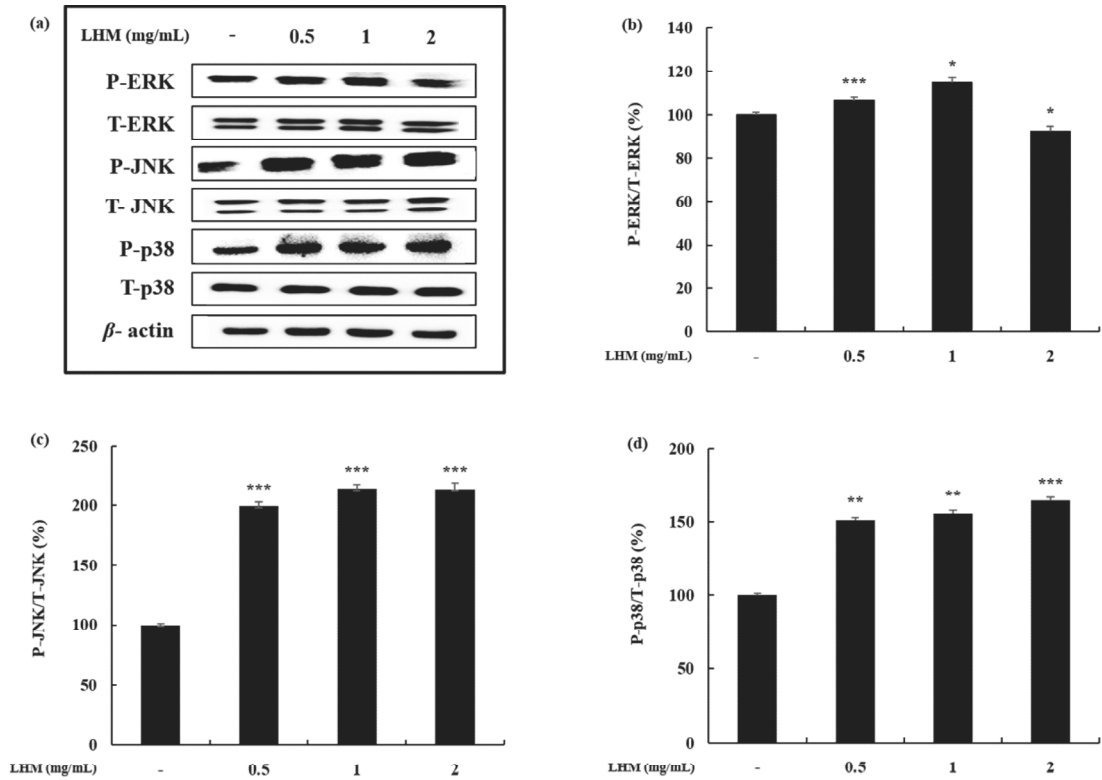 (a)
LHM (mg/mL) - 0.5 1 2
P-ERK
T-ERK
P-JNK
T- JNK
P-p38
T-p38
β- actin
(b)
P-ERK/T-ERK (%)
140
120
100
80
60
40
20
0
***
*
*
LHM (mg/mL) - 0.5 1 2
(c)
P-JNK/T-JNK (%)
250
200
150
100
50
0
***
***
***
LHM (mg/mL) - 0.5 1 2
(d)
P-p38/T-p38 (%)
200
150
100
50
0
**
**
***
LHM (mg/mL) - 0.5 1 2